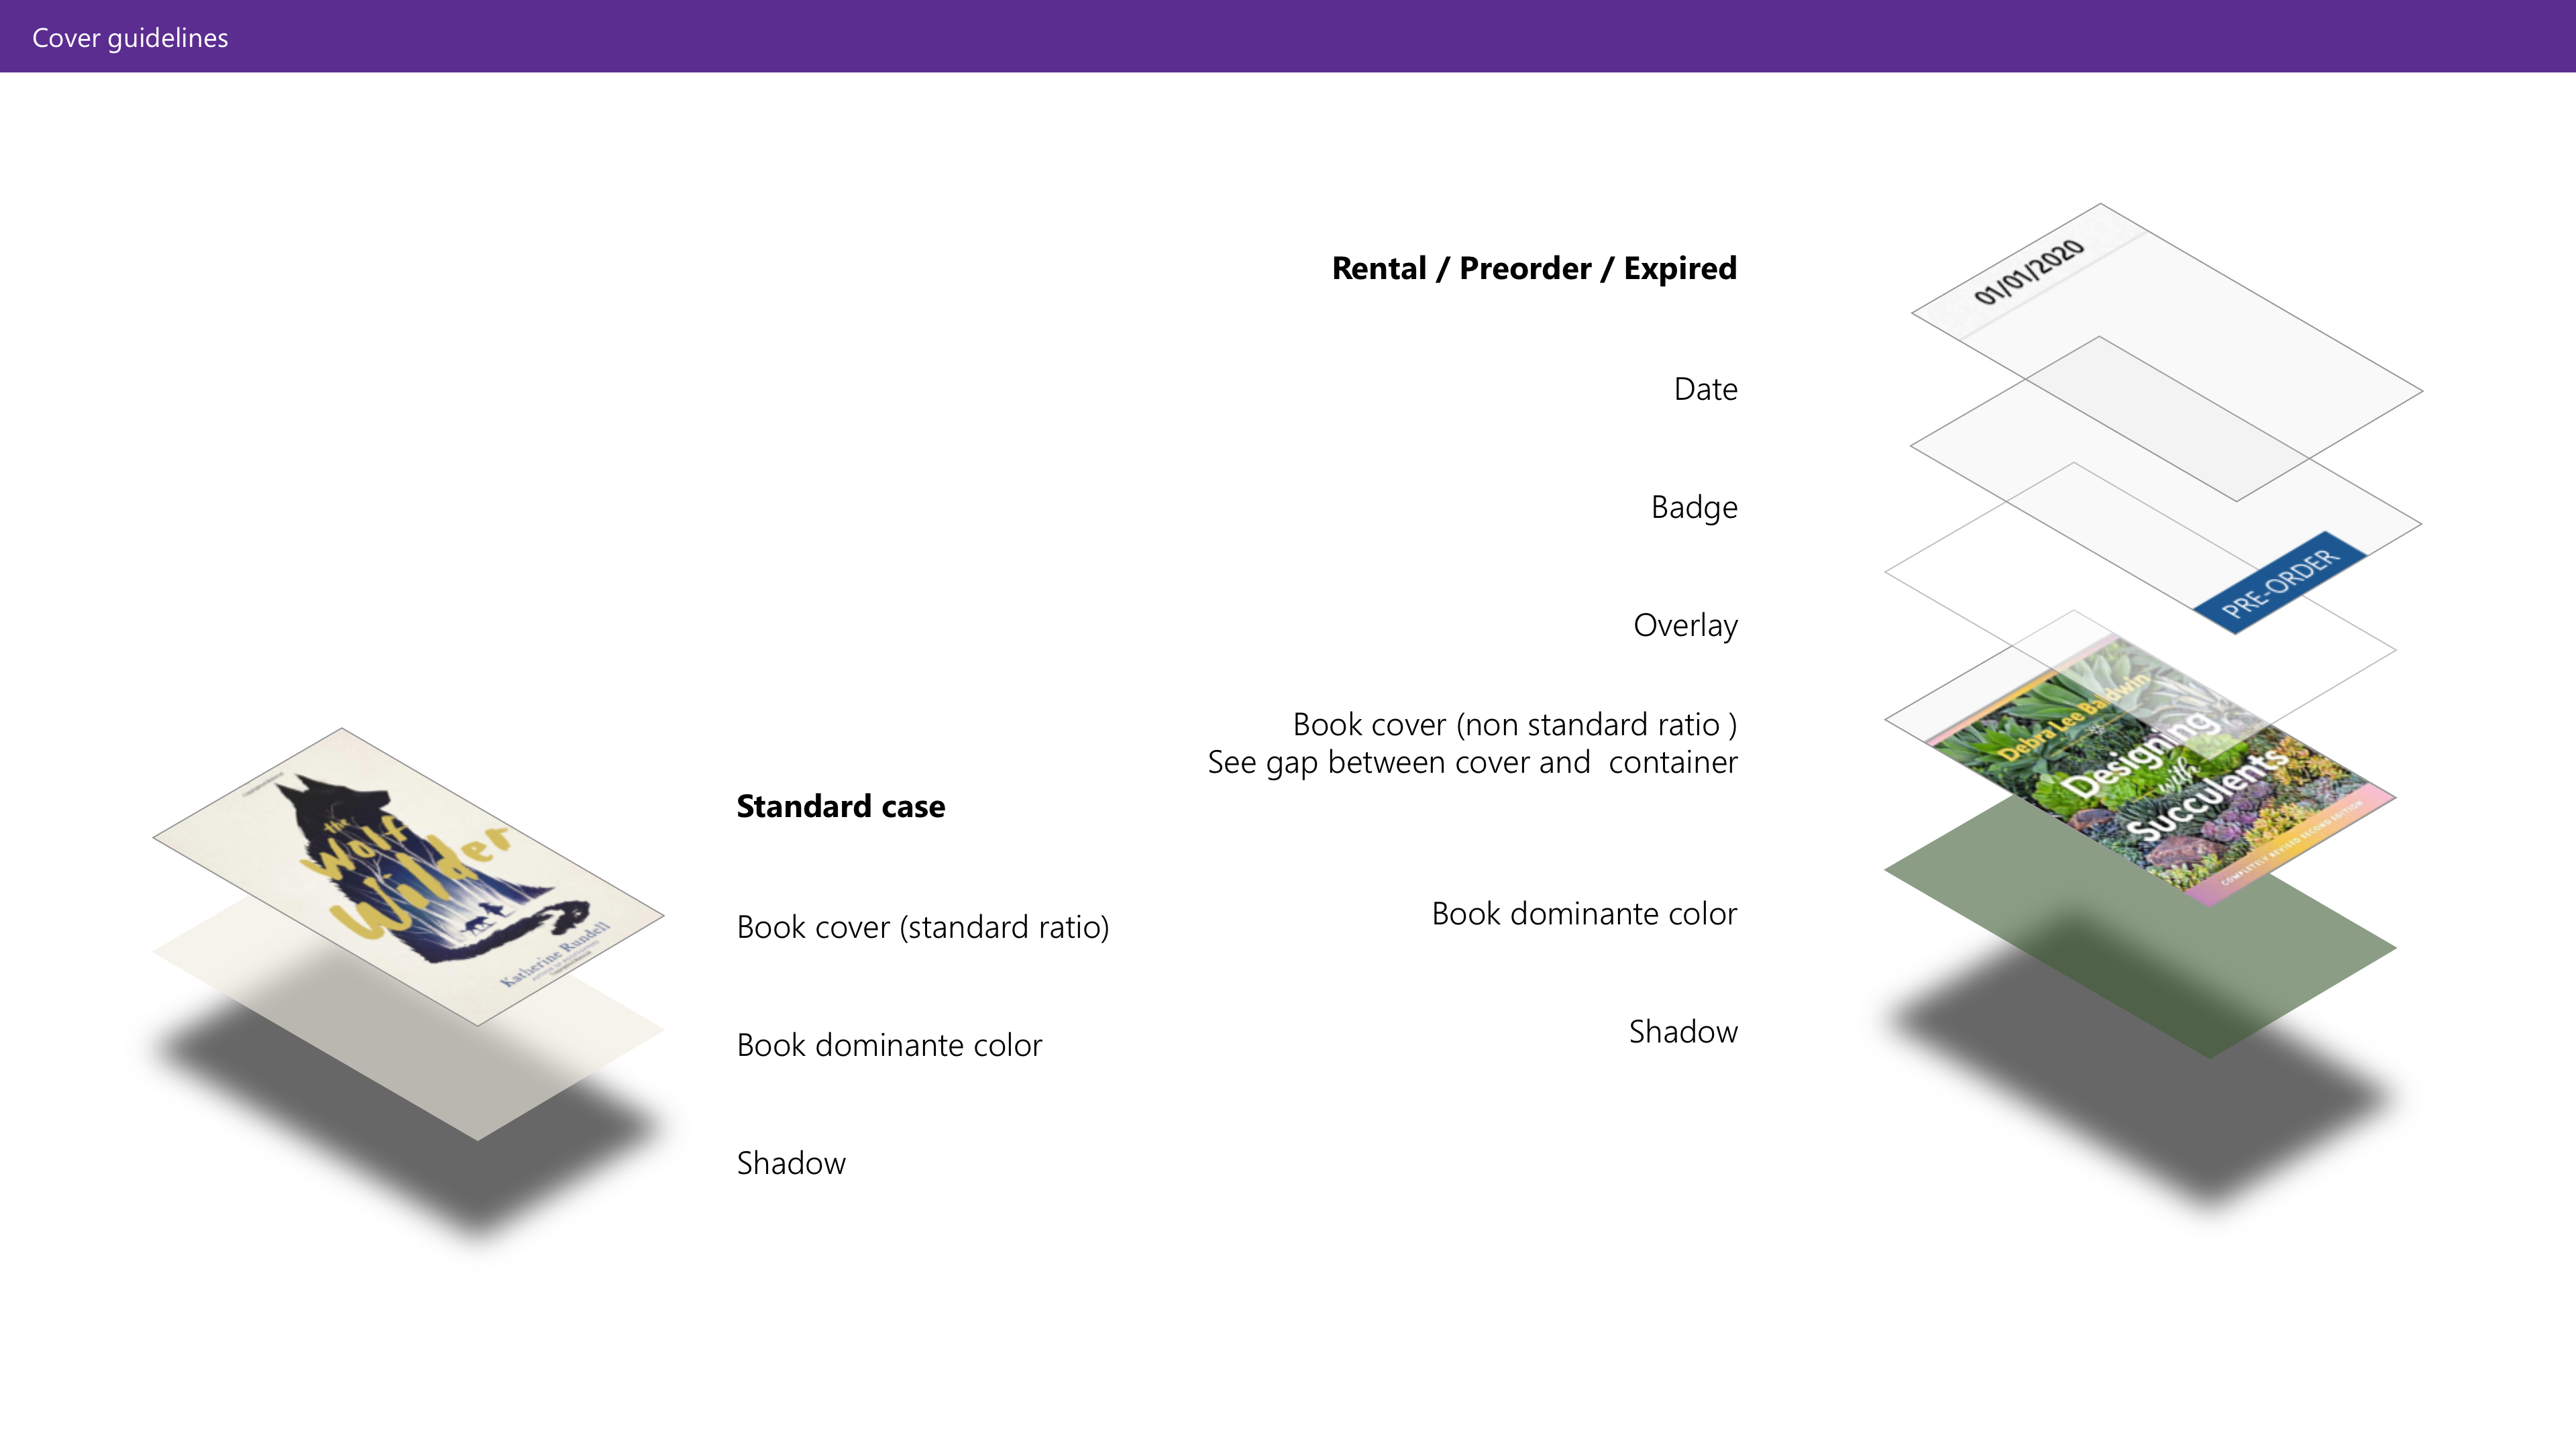 Cover guidelines
Rental / Preorder / Expired
Date
Badge
Overlay
Book cover (non standard ratio )
See gap between cover and  container
Book dominante color
Shadow
01/01/2020
PRE-ORDER
Debra Lee Baldwin
Designing
with
Succulents
COMPLETELY REVISED SECOND EDITION
Standard case
Book cover (standard ratio)
Book dominante color
Shadow
the
Wolf
Wilder
Katherine Rundell